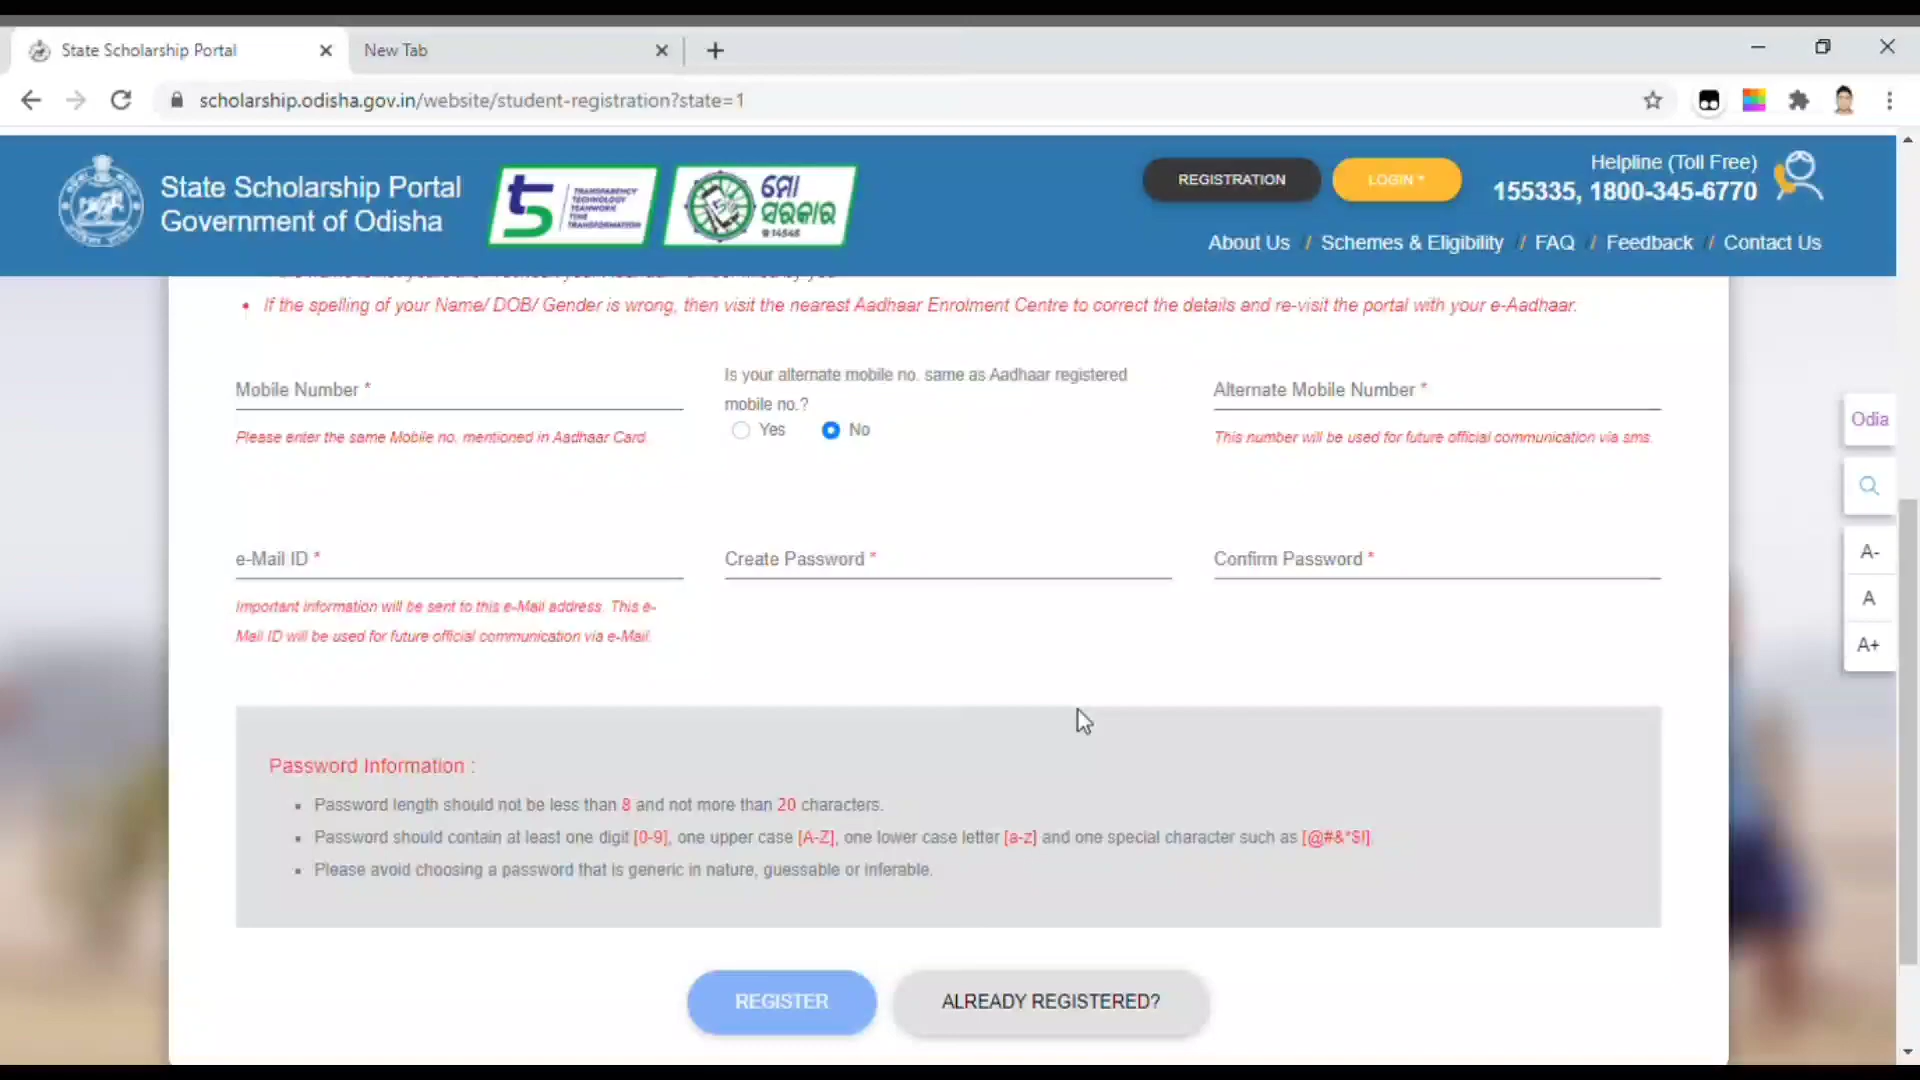 State Scholarship Portal
New Tab
scholarship.odisha.gov.in/website/student-registration?state=1
State Scholarship Portal
Government of Odisha
TRANSPARENCY
TECHNOLOGY
TEAMWORK
TIME
TRANSFORMATION
ମୋ
ସରକାର
14545
REGISTRATION
LOGIN
Helpline (Toll Free)
155335, 1800-345-6770
About Us / Schemes & Eligibility / FAQ / Feedback / Contact Us
If the spelling of your Name/ DOB/ Gender is wrong, then visit the nearest Aadhaar Enrolment Centre to correct the details and re-visit the portal with your e-Aadhaar.
Mobile Number *
Please enter the same Mobile no. mentioned in Aadhaar Card.
Is your alternate mobile no. same as Aadhaar registered
mobile no.?
Yes No
Alternate Mobile Number *
This number will be used for future official communication via sms.
e-Mail ID *
Important information will be sent to this e-Mail address. This e-
Mail ID will be used for future official communication via e-Mail.
Create Password *
Confirm Password *
Odia
A-
A
A+
Password Information :
Password length should not be less than 8 and not more than 20 characters.
Password should contain at least one digit [0-9], one upper case [A-Z], one lower case letter [a-z] and one special character such as [@#&*$!].
Please avoid choosing a password that is generic in nature, guessable or inferable.
REGISTER
ALREADY REGISTERED?